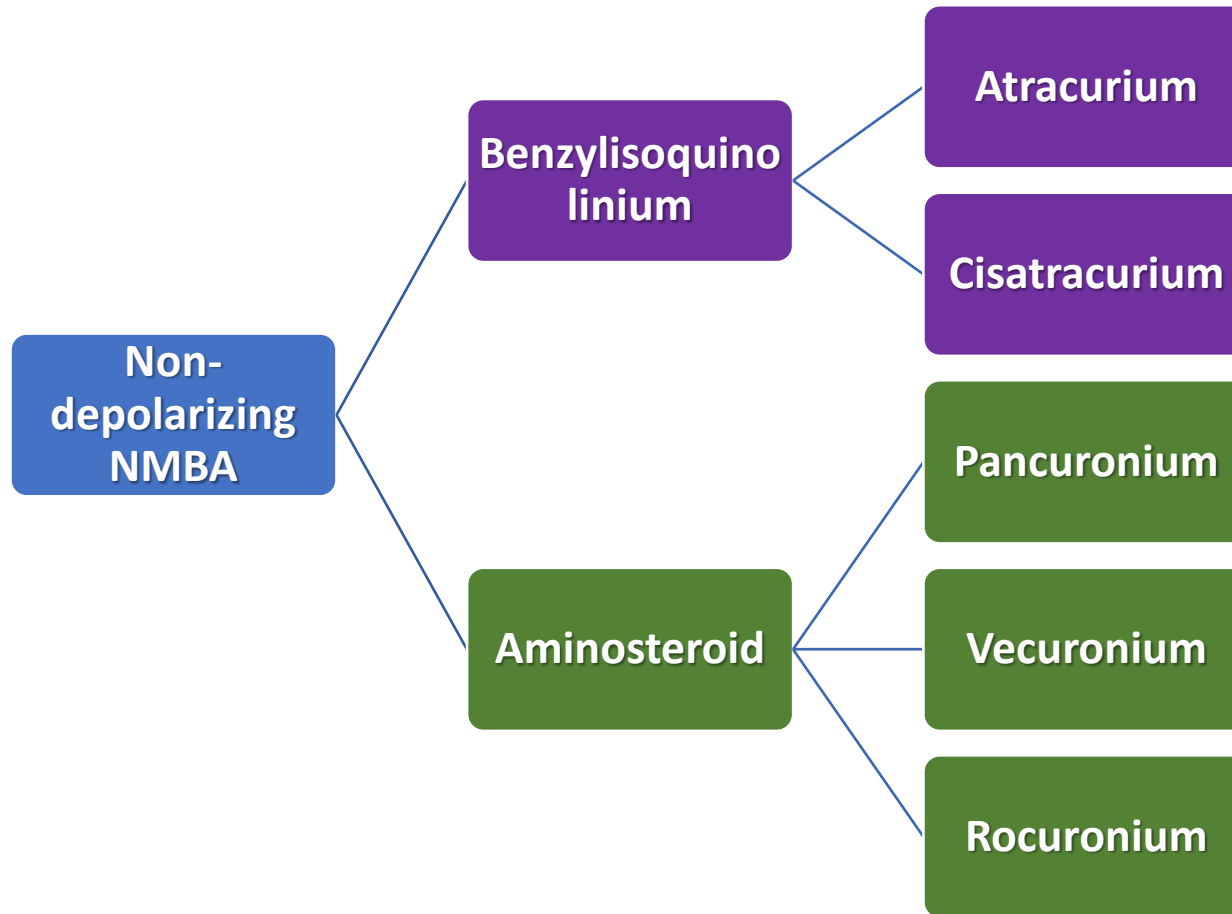 Non-
depolarizing
NMBA
Benzylisoquino
linium
Atracurium
Cisatracurium
Aminosteroid
Pancuronium
Vecuronium
Rocuronium